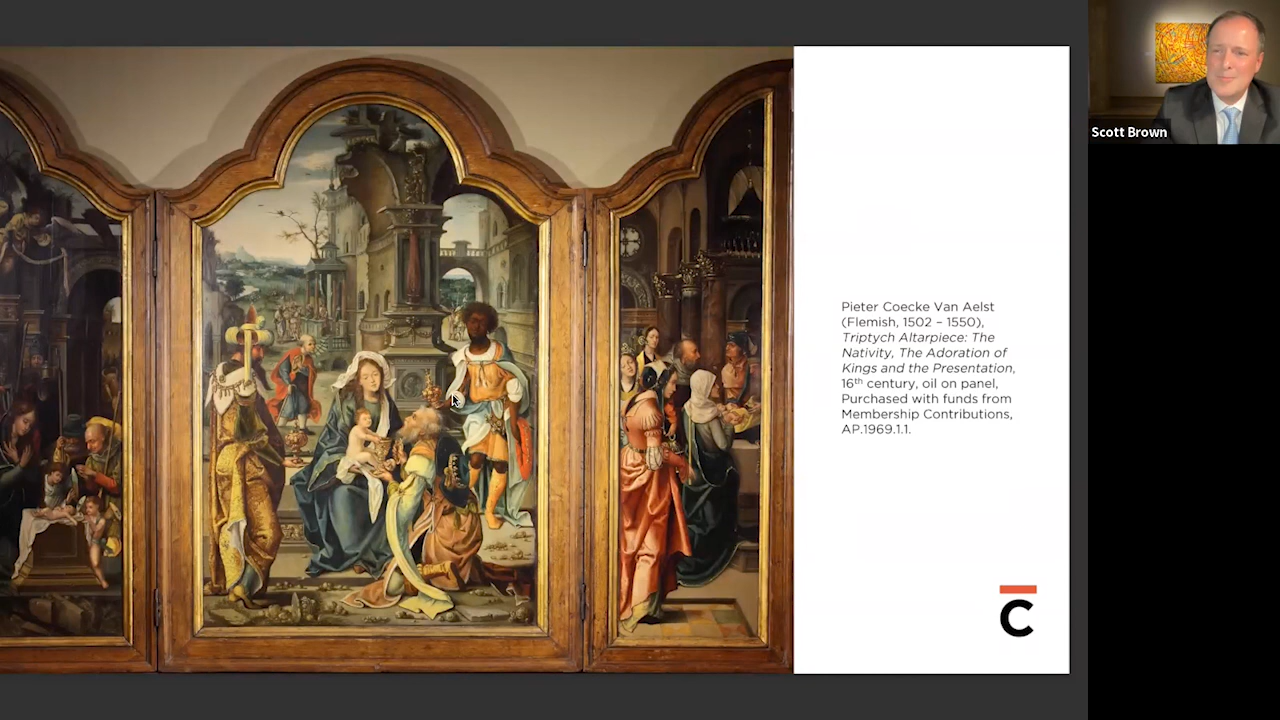 Scott Brown
Pieter Coecke Van Aelst
(Flemish, 1502 – 1550),
Triptych Altarpiece: The
Nativity, The Adoration of
Kings and the Presentation,
16th century, oil on panel,
Purchased with funds from
Membership Contributions,
AP.1969.1.1.
C